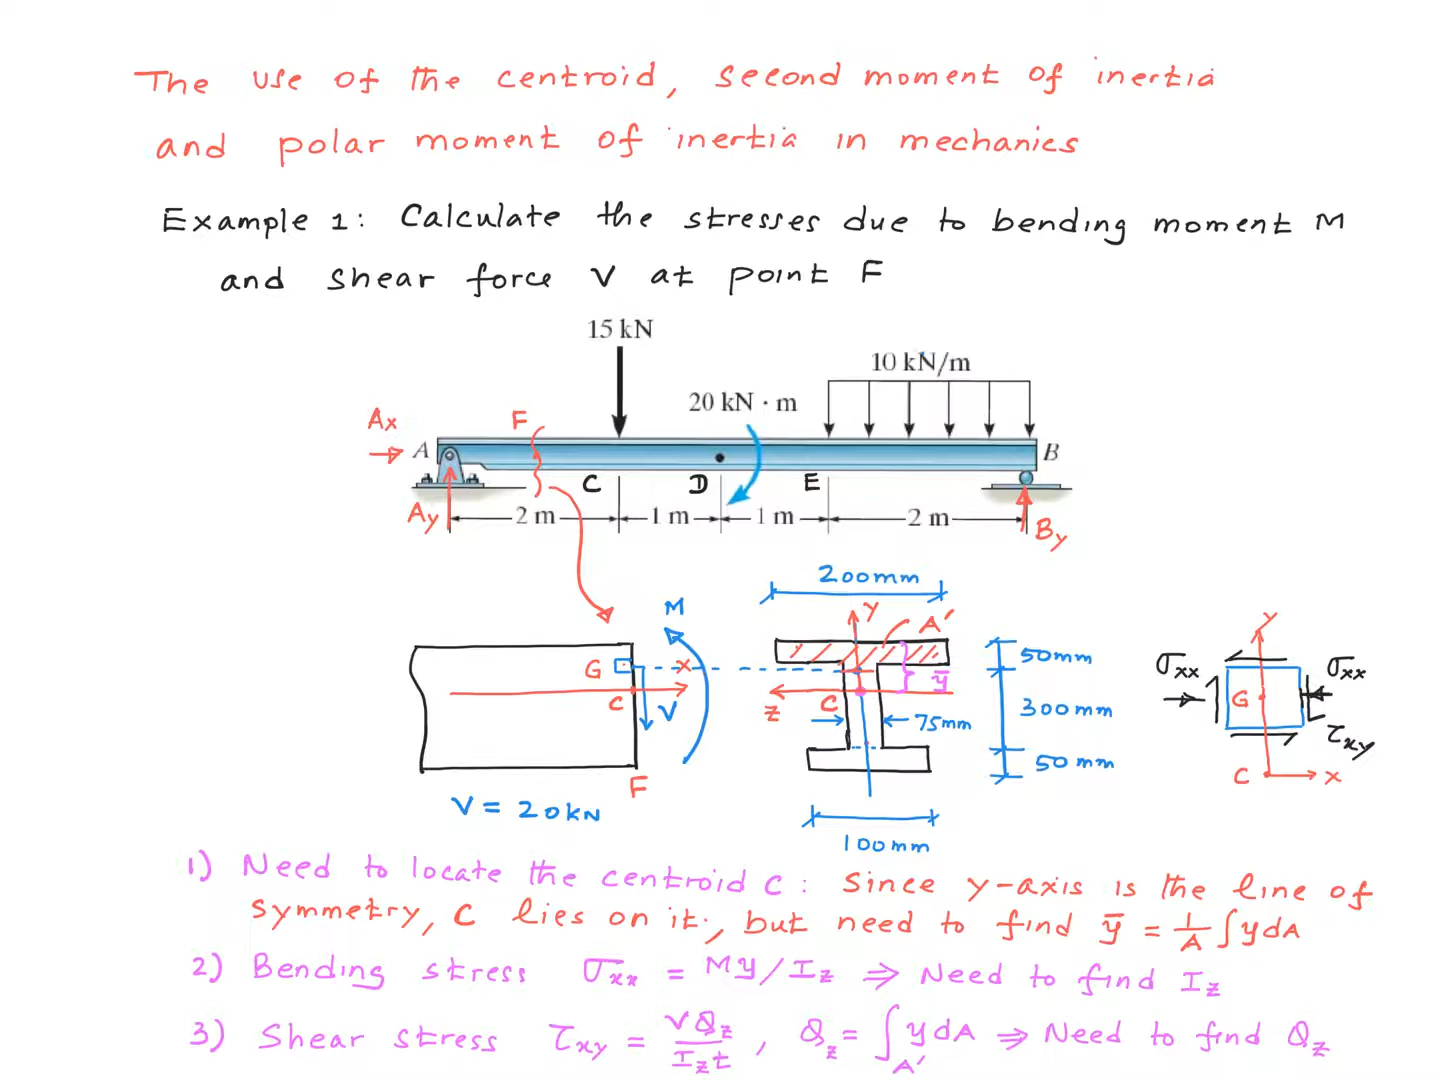 The use of the centroid, second moment of inertia
and polar moment of inertia in mechanics
Example 1: Calculate the stresses due to bending moment M
and shear force V at point F
15 kN
10 kN/m
20 kN · m
Ax
A
F
B
C
D
E
Ay
2 m
1 m
1 m
2 m
By
200mm
M
y
A'
y
G
x
50mm
σxx
σxx
ȳ
C
V
z
C
75mm
300mm
G
τxy
50mm
F
C
x
V = 20kN
100mm
1) Need to locate the centroid C: Since y-axis is the line of
symmetry, C lies on it., but need to find ȳ = 1/A ∫ydA
2) Bending stress σxx = My/Iz ⇒ Need to find Iz
3) Shear stress τxy = VQz/Izt , Qz = ∫A' ydA ⇒ Need to find Qz